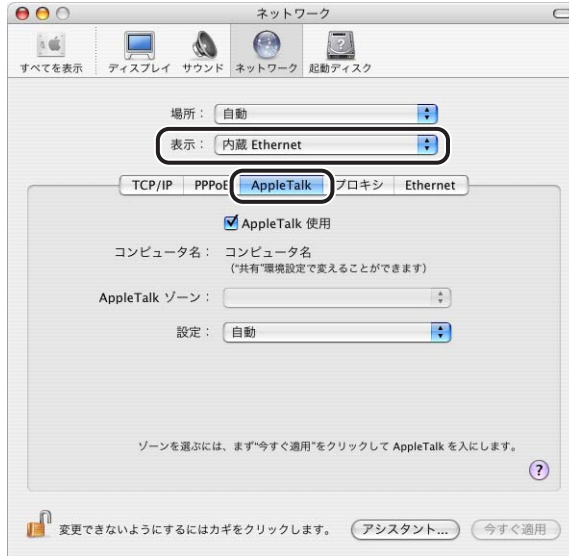 ネットワーク
すべてを表示 ディスプレイ サウンド ネットワーク 起動ディスク
場所： 自動
表示： 内蔵 Ethernet
TCP/IP PPPoE AppleTalk プロキシ Ethernet
AppleTalk 使用
コンピュータ名： コンピュータ名
(“共有”環境設定で変えることができます)
AppleTalk ゾーン：
設定： 自動
ゾーンを選ぶには、まず“今すぐ適用”をクリックして AppleTalk を入にします。
?
変更できないようにするにはカギをクリックします。 アシスタント... 今すぐ適用